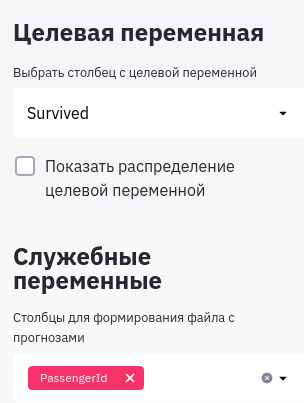 Целевая переменная
Выбрать столбец с целевой переменной
Survived
Показать распределение
целевой переменной
Служебные
переменные
Столбцы для формирования файла с
прогнозами
PassengerId